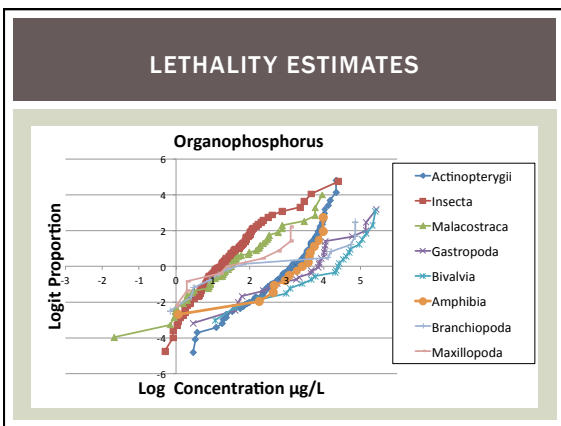 LETHALITY ESTIMATES
Organophosphorus
Logit Proportion
6
4
2
0
-2
-4
-6
-3 -2 -1 0 1 2 3 4 5
Log Concentration µg/L
Actinopterygii
Insecta
Malacostraca
Gastropoda
Bivalvia
Amphibia
Branchiopoda
Maxillopoda